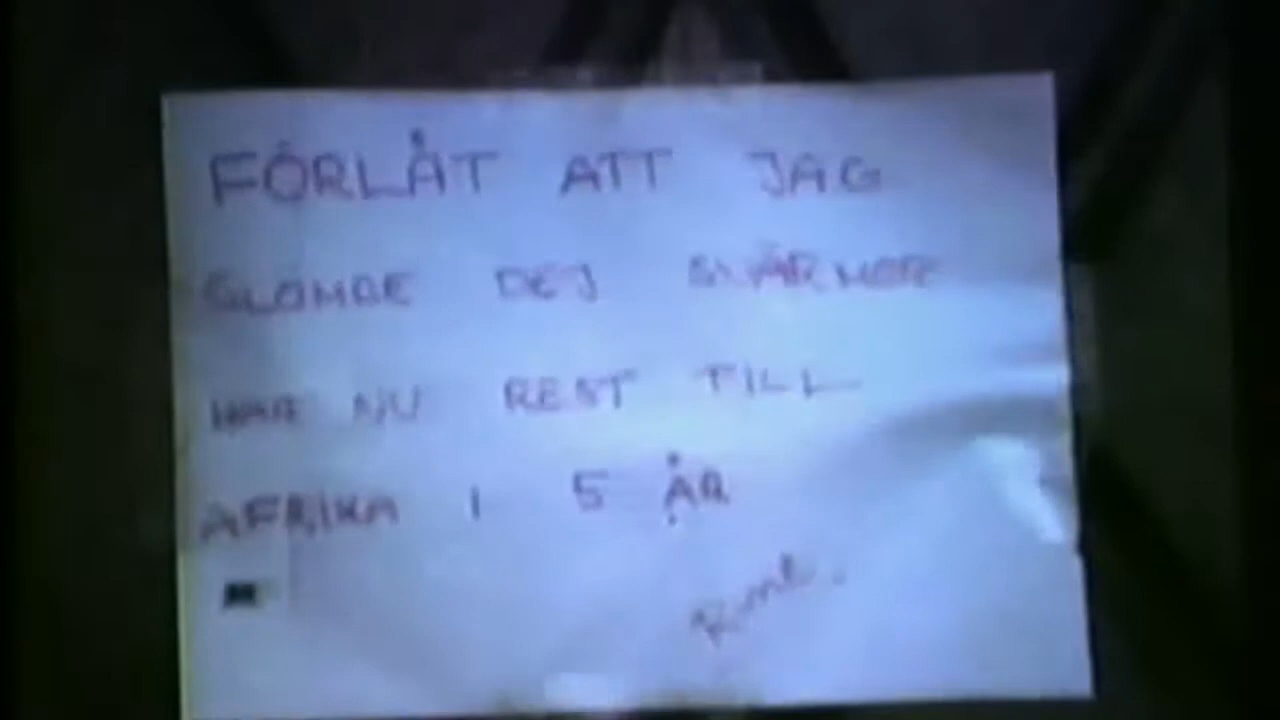 FÖRLÅT ATT JAG
GLÖMDE DEJ SVÄRMOR
HAR NU REST TILL
AFRIKA I 5 ÅR